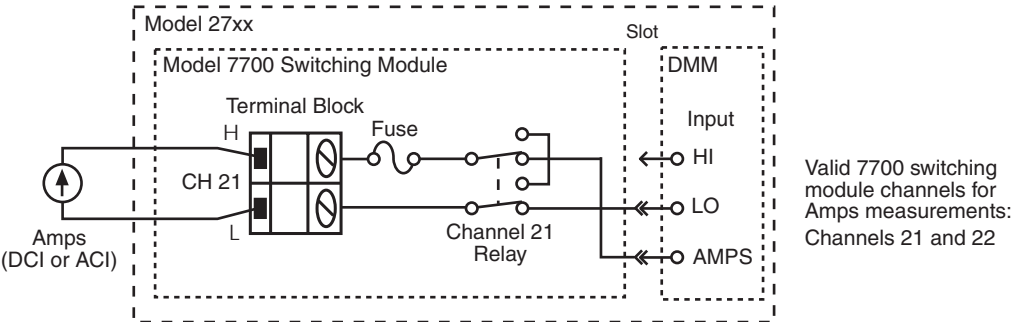 Model 27xx
Slot
Model 7700 Switching Module
DMM
Terminal Block
Fuse
Input
H
HI
CH 21
LO
L
Channel 21
Relay
AMPS
Amps
(DCI or ACI)
Valid 7700 switching
module channels for
Amps measurements:
Channels 21 and 22